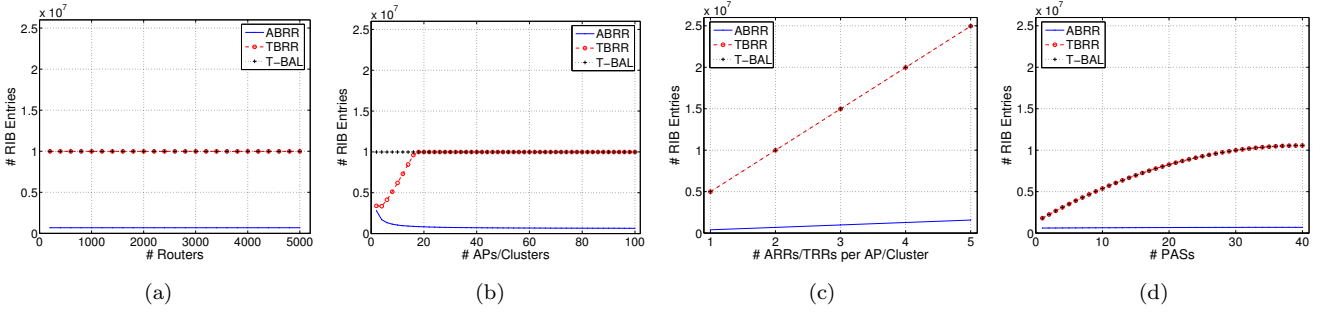 x 10^7
# RIB Entries
2.5
2
1.5
1
0.5
0
ABRR
TBRR
T-BAL
0 1000 2000 3000 4000 5000
# Routers
(a)
x 10^7
# RIB Entries
2.5
2
1.5
1
0.5
0
ABRR
TBRR
T-BAL
0 20 40 60 80 100
# APs/Clusters
(b)
x 10^7
# RIB Entries
2.5
2
1.5
1
0.5
0
ABRR
TBRR
T-BAL
1 2 3 4 5
# ARRs/TRRs per AP/Cluster
(c)
x 10^7
# RIB Entries
2.5
2
1.5
1
0.5
0
ABRR
TBRR
T-BAL
0 10 20 30 40
# PASs
(d)